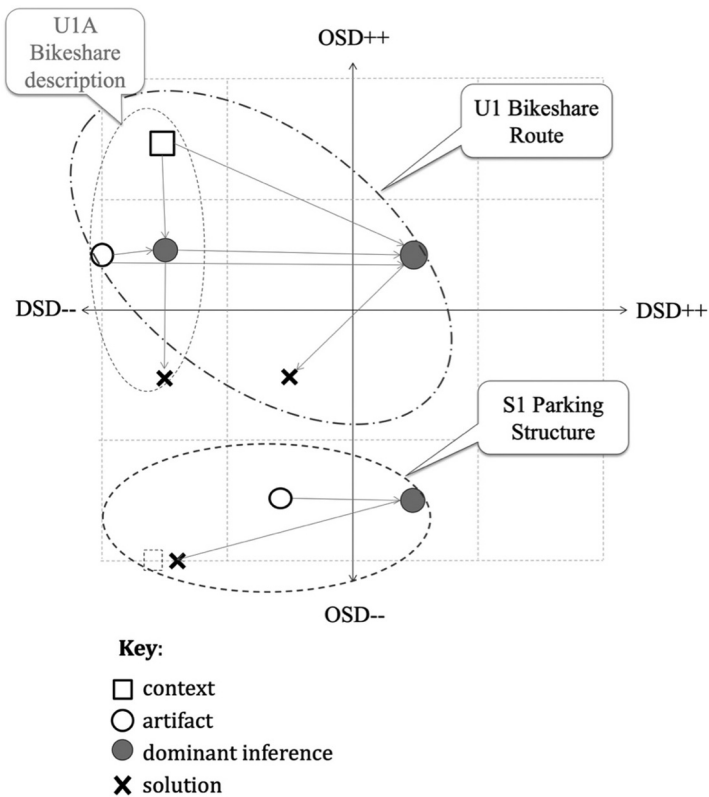 U1A
Bikeshare
description
OSD++
U1 Bikeshare
Route
DSD--
DSD++
S1 Parking
Structure
OSD--
Key:
context
artifact
dominant inference
solution